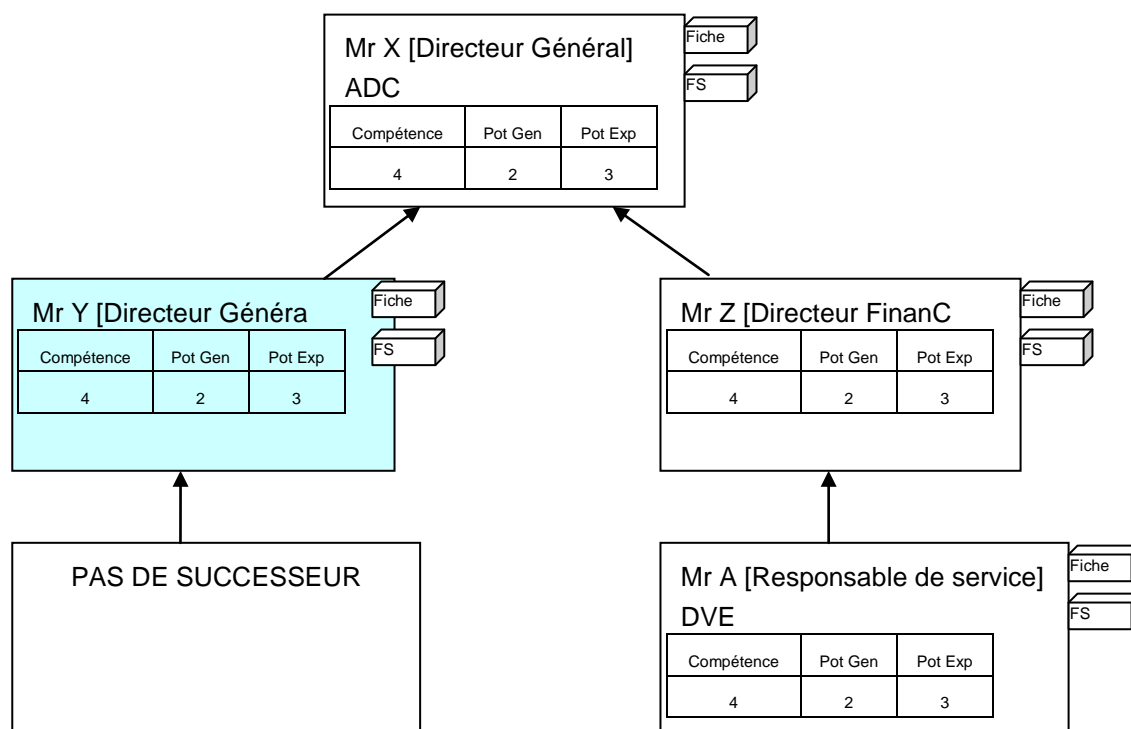 Mr X [Directeur Général]
Fiche
ADC
FS
Compétence Pot Gen Pot Exp
4 2 3
Mr Y [Directeur Généra
Fiche
FS
Compétence Pot Gen Pot Exp
4 2 3
Mr Z [Directeur FinanC
Fiche
FS
Compétence Pot Gen Pot Exp
4 2 3
PAS DE SUCCESSEUR
Mr A [Responsable de service]
Fiche
DVE
FS
Compétence Pot Gen Pot Exp
4 2 3